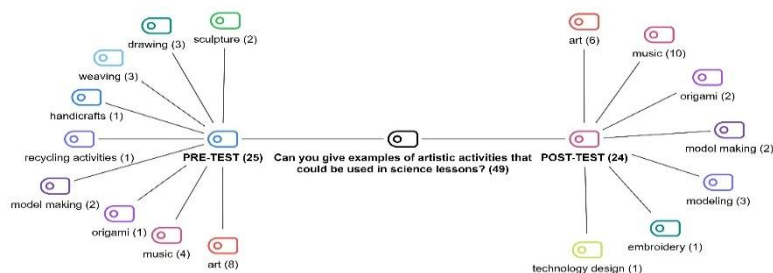 sculpture (2)
drawing (3)
weaving (3)
handicrafts (1)
recycling activities (1)
model making (2)
origami (1)
music (4)
art (8)
PRE-TEST (25)
Can you give examples of artistic activities that
could be used in science lessons? (49)
POST-TEST (24)
art (6)
music (10)
origami (2)
model making (2)
modeling (3)
embroidery (1)
technology design (1)